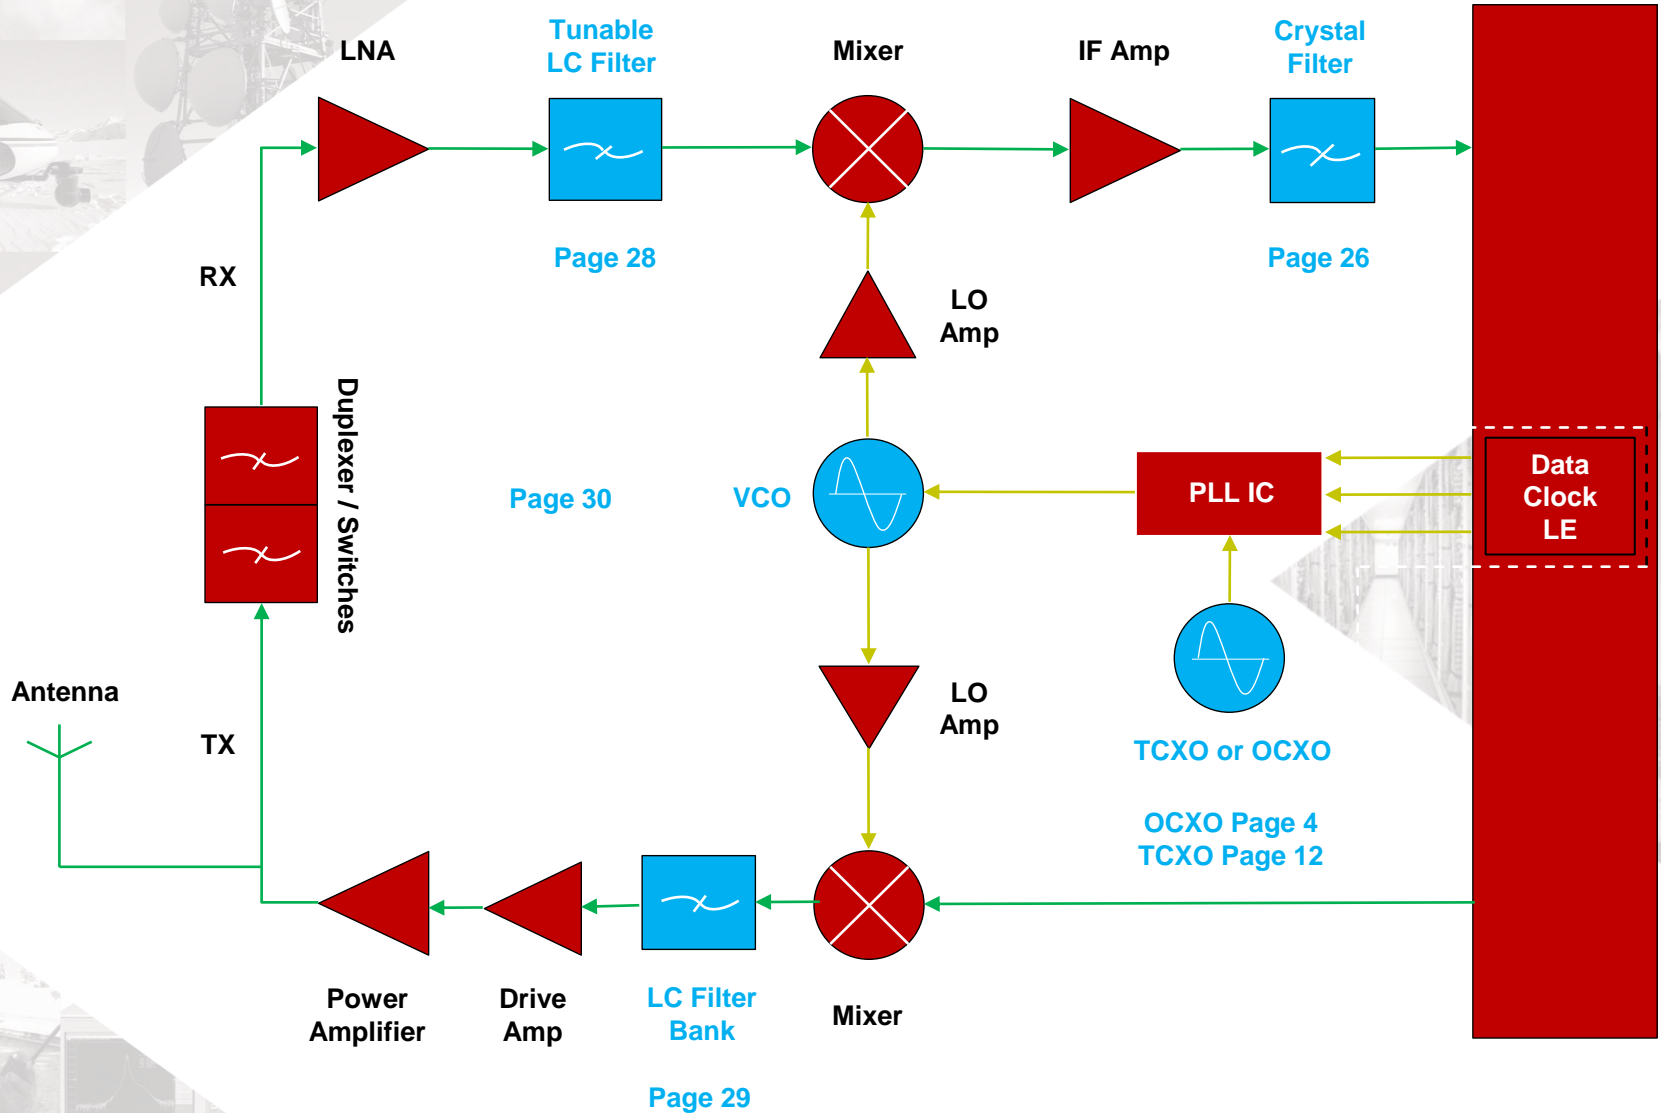 LNA
Tunable
LC Filter
Mixer
IF Amp
Crystal
Filter
Page 28
Page 26
RX
LO
Amp
Duplexer / Switches
Page 30
VCO
PLL IC
Data
Clock
LE
Antenna
TX
LO
Amp
TCXO or OCXO
OCXO Page 4
TCXO Page 12
Power
Amplifier
Drive
Amp
LC Filter
Bank
Mixer
Page 29